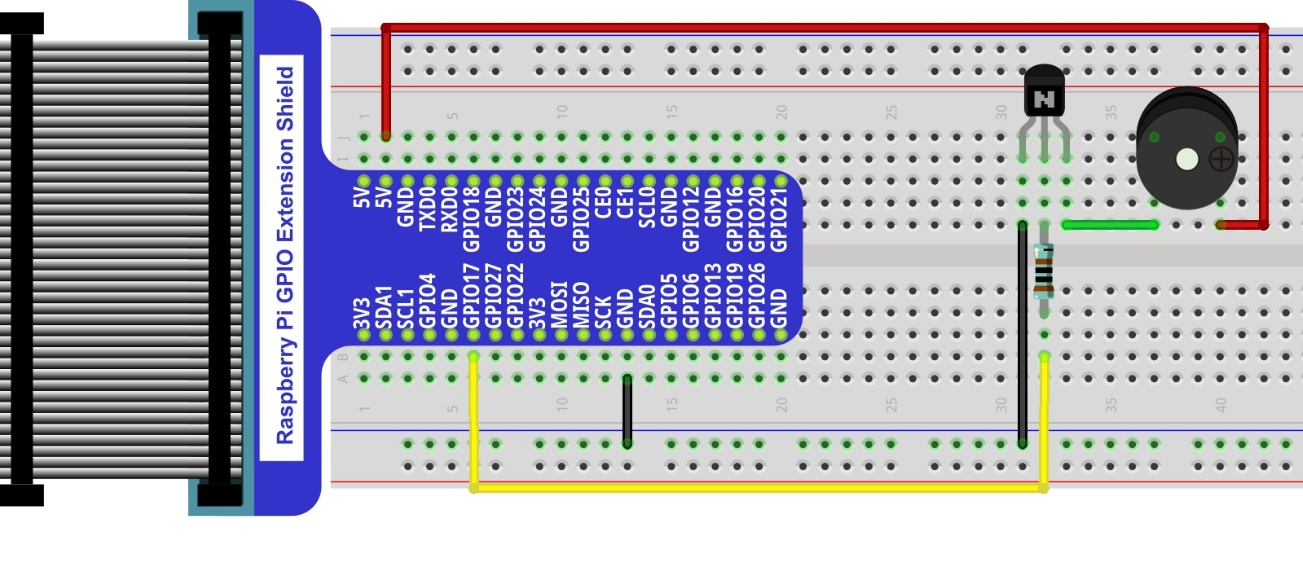 Raspberry Pi GPIO Extension Shield
1 5 10 15 20 25 30 35
J
I
5V 5V GND TXD0 RXD0 GPIO18 GND GPIO23 GPIO24 GND GPIO25 CE0 CE1 SCL0 GND GPIO12 GND GPIO16 GPIO20 GPIO21
3V3 SDA1 SCL1 GPIO4 GND GPIO17 GPIO27 GPIO22 3V3 MOSI MISO SCK GND SDA0 GPIO5 GPIO6 GPIO13 GPIO19 GPIO26 GND
B
A
1 5 10 15 20 25 30 35 40
N